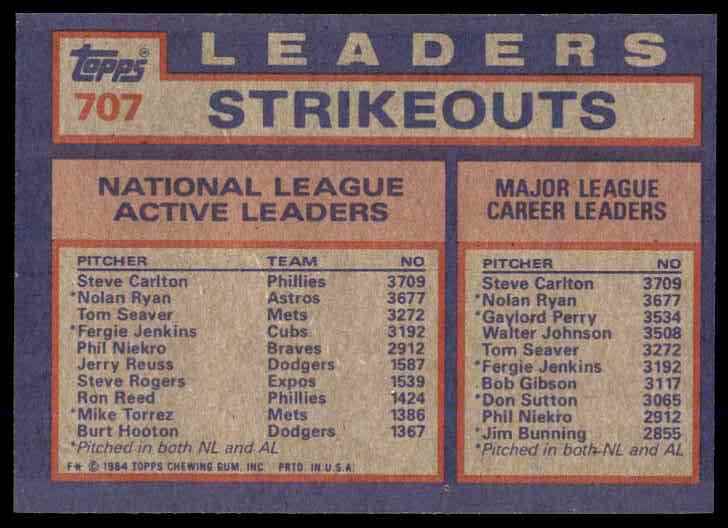 topps®
707
LEADERS
STRIKEOUTS
NATIONAL LEAGUE
ACTIVE LEADERS
PITCHER TEAM NO
Steve Carlton Phillies 3709
*Nolan Ryan Astros 3677
Tom Seaver Mets 3272
*Fergie Jenkins Cubs 3192
Phil Niekro Braves 2912
Jerry Reuss Dodgers 1587
Steve Rogers Expos 1539
Ron Reed Phillies 1424
*Mike Torrez Mets 1386
Burt Hooton Dodgers 1367
*Pitched in both NL and AL
F* © 1984 TOPPS CHEWING GUM, INC. PRTD. IN U.S.A.
MAJOR LEAGUE
CAREER LEADERS
PITCHER NO
Steve Carlton 3709
*Nolan Ryan 3677
*Gaylord Perry 3534
Walter Johnson 3508
Tom Seaver 3272
*Fergie Jenkins 3192
Bob Gibson 3117
*Don Sutton 3065
Phil Niekro 2912
*Jim Bunning 2855
*Pitched in both NL and AL